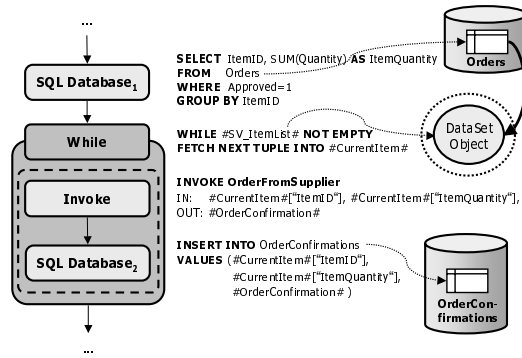 ...
SELECT ItemID, SUM(Quantity) AS ItemQuantity
FROM Orders
WHERE Approved=1
GROUP BY ItemID
Orders
SQL Database1
While
WHILE #SV_ItemList# NOT EMPTY
FETCH NEXT TUPLE INTO #CurrentItem#
DataSet
Object
Invoke
INVOKE OrderFromSupplier
IN: #CurrentItem#["ItemID"], #CurrentItem#["ItemQuantity"],
OUT: #OrderConfirmation#
SQL Database2
INSERT INTO OrderConfirmations
VALUES (#CurrentItem#["ItemID"],
#CurrentItem#["ItemQuantity"],
#OrderConfirmation# )
OrderCon-
firmations
...